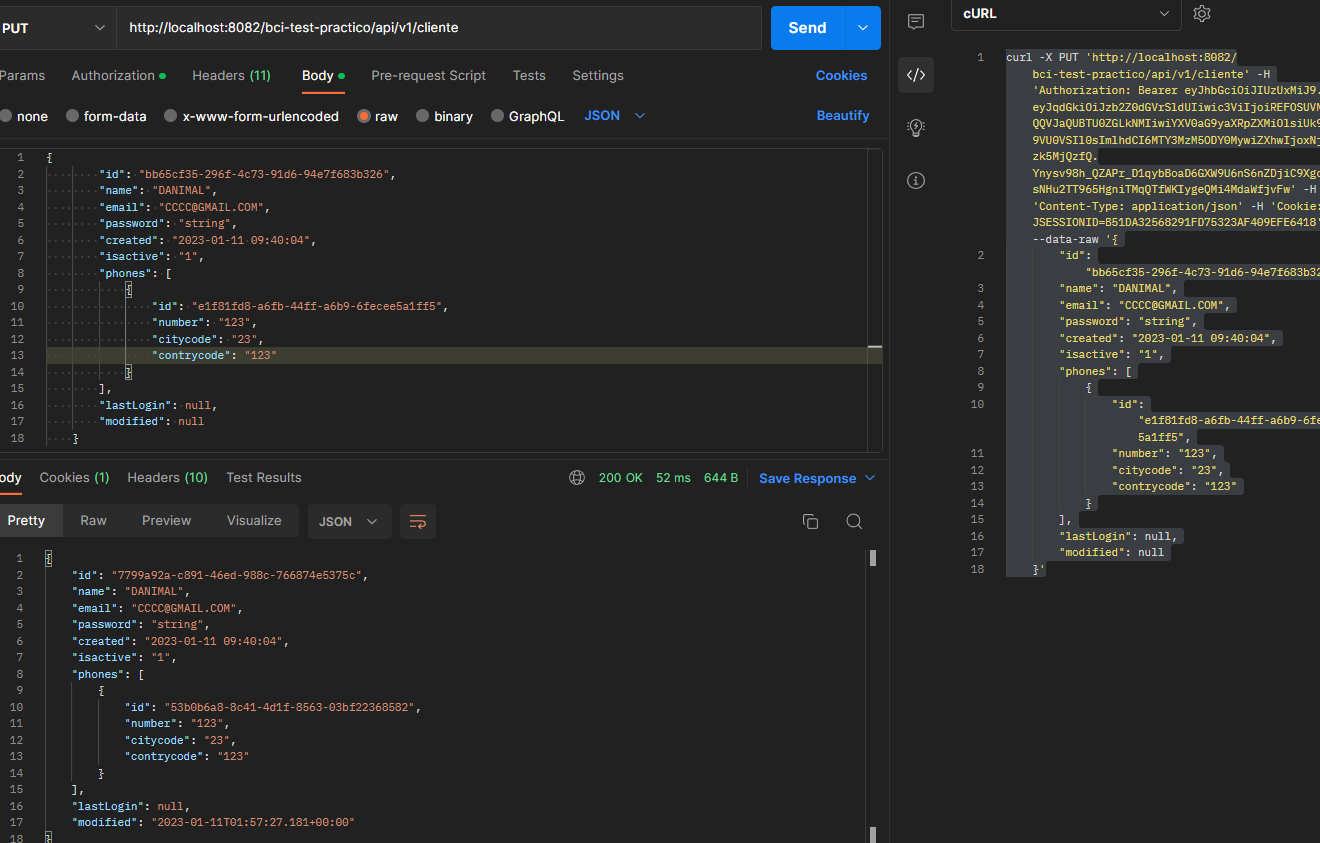 PUT
http://localhost:8082/bci-test-practico/api/v1/cliente
Send
Params Authorization Headers (11) Body Pre-request Script Tests Settings Cookies
none form-data x-www-form-urlencoded raw binary GraphQL JSON Beautify
1 {
2 "id": "bb65cf35-296f-4c73-91d6-94e7f683b326",
3 "name": "DANIMAL",
4 "email": "CCCC@GMAIL.COM",
5 "password": "string",
6 "created": "2023-01-11 09:40:04",
7 "isactive": "1",
8 "phones": [
9 {
10 "id": "e1f81fd8-a6fb-44ff-a6b9-6fecee5a1ff5",
11 "number": "123",
12 "citycode": "23",
13 "contrycode": "123"
14 }
15 ],
16 "lastLogin": null,
17 "modified": null
18 }
ody Cookies (1) Headers (10) Test Results 200 OK 52 ms 644 B Save Response
Pretty Raw Preview Visualize JSON
1 {
2 "id": "7799a92a-c891-46ed-988c-766874e5375c",
3 "name": "DANIMAL",
4 "email": "CCCC@GMAIL.COM",
5 "password": "string",
6 "created": "2023-01-11 09:40:04",
7 "isactive": "1",
8 "phones": [
9 {
10 "id": "53b0b6a8-8c41-4d1f-8563-03bf22368582",
11 "number": "123",
12 "citycode": "23",
13 "contrycode": "123"
14 }
15 ],
16 "lastLogin": null,
17 "modified": "2023-01-11T01:57:27.181+00:00"
18 }
cURL
1 curl -X PUT 'http://localhost:8082/
bci-test-practico/api/v1/cliente' -H
'Authorization: Bearer eyJhbGciOiJIUzUxMiJ9.
eyJqdGkiOiJzb2Z0dGVrSldUIiwic3ViIjoiREFOSUVN
QQVJaQUBTU0ZGLkNMIiwiYXV0aG9yaXRpZXMiOlsiUk9
9VU0VSIl0sImlhdCI6MTY3MzM5ODY0MywiZXhwIjoxNj
zk5MjQzfQ.
Ynysv98h_QZAPr_D1qybBoaD6GXW9U6nS6nZDjiC9Xgc
sNHu2TT965HgniTMqQTfWKIygeQMi4MdaWfjvFw' -H
'Content-Type: application/json' -H 'Cookie:
JSESSIONID=B51DA32568291FD75323AF409EFE6418'
--data-raw '{
2 "id":
"bb65cf35-296f-4c73-91d6-94e7f683b32
3 "name": "DANIMAL",
4 "email": "CCCC@GMAIL.COM",
5 "password": "string",
6 "created": "2023-01-11 09:40:04",
7 "isactive": "1",
8 "phones": [
9 {
10 "id":
"e1f81fd8-a6fb-44ff-a6b9-6fe
5a1ff5",
11 "number": "123",
12 "citycode": "23",
13 "contrycode": "123"
14 }
15 ],
16 "lastLogin": null,
17 "modified": null
18 }'